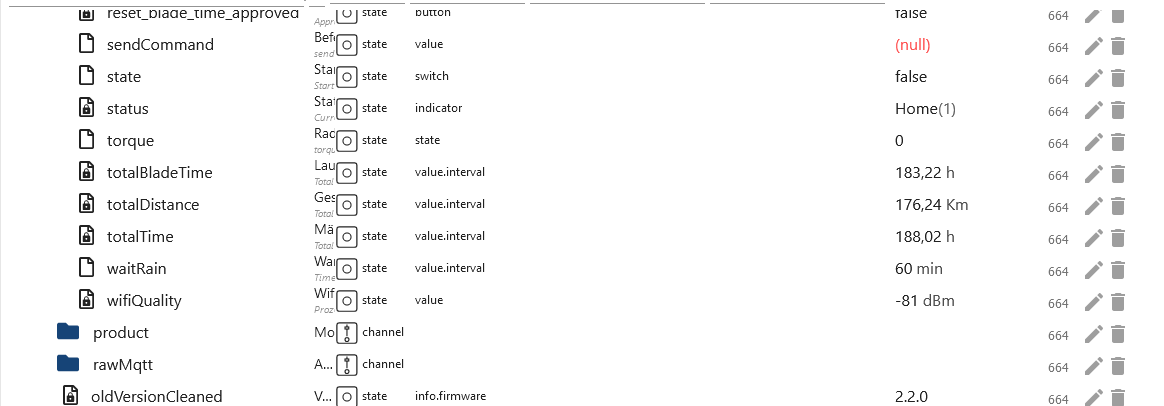 reset_blade_time_approved Appr state button false 664
sendCommand Befe send state value (null) 664
state Star Start state switch false 664
status Stat Curr state indicator Home(1) 664
torque Rad torqu state state 0 664
totalBladeTime Lau Total state value.interval 183,22 h 664
totalDistance Ges Total state value.interval 176,24 Km 664
totalTime Mä Total state value.interval 188,02 h 664
waitRain War Time state value.interval 60 min 664
wifiQuality Wif Proz state value -81 dBm 664
product Mo channel 664
rawMqtt A... channel 664
oldVersionCleaned V... state info.firmware 2.2.0 664